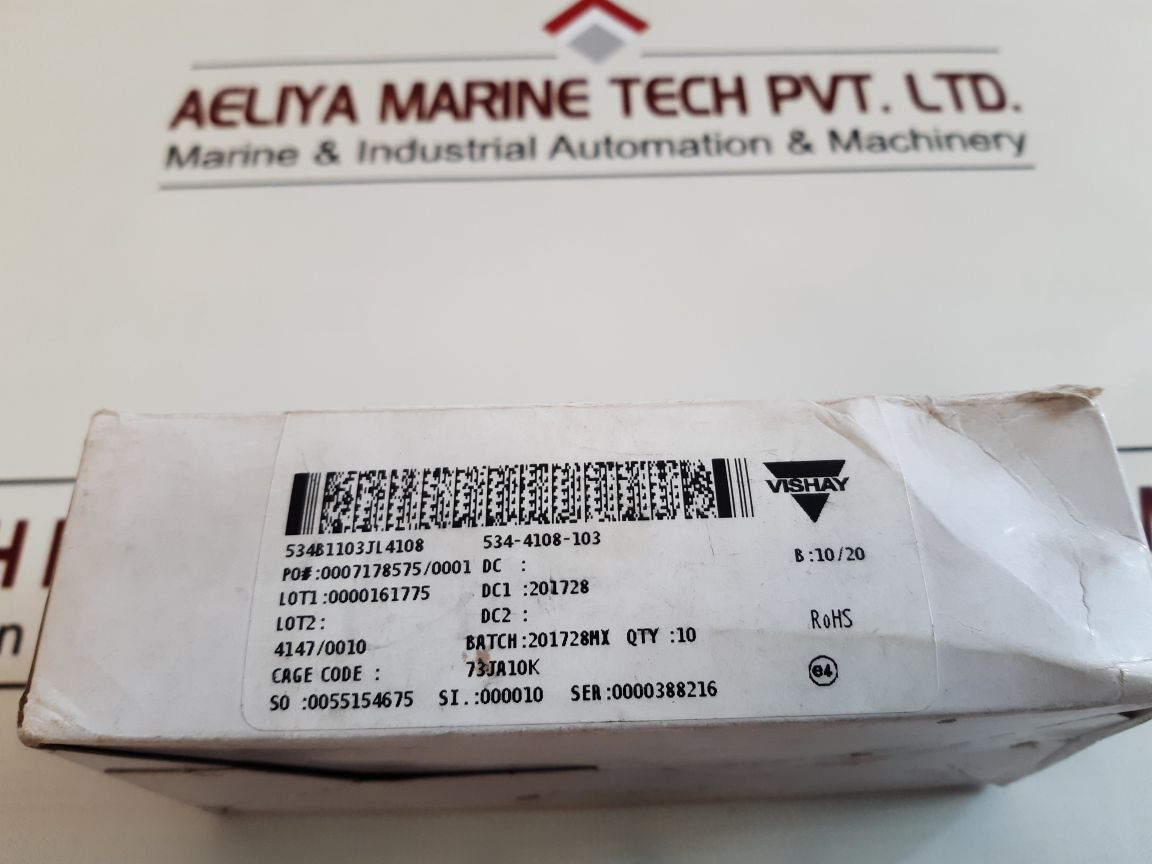 AELIYA MARINE TECH PVT. LTD.
Marine & Industrial Automation & Machinery
VISHAY
534B1103JL4108 534-4108-103
PO#:0007178575/0001 DC : B:10/20
LOT1:0000161775 DC1 :201728
LOT2: DC2 : RoHS
4147/0010 BATCH:201728MX QTY :10
CAGE CODE : 73JA10K e4
SO :0055154675 SI.:000010 SER:0000388216